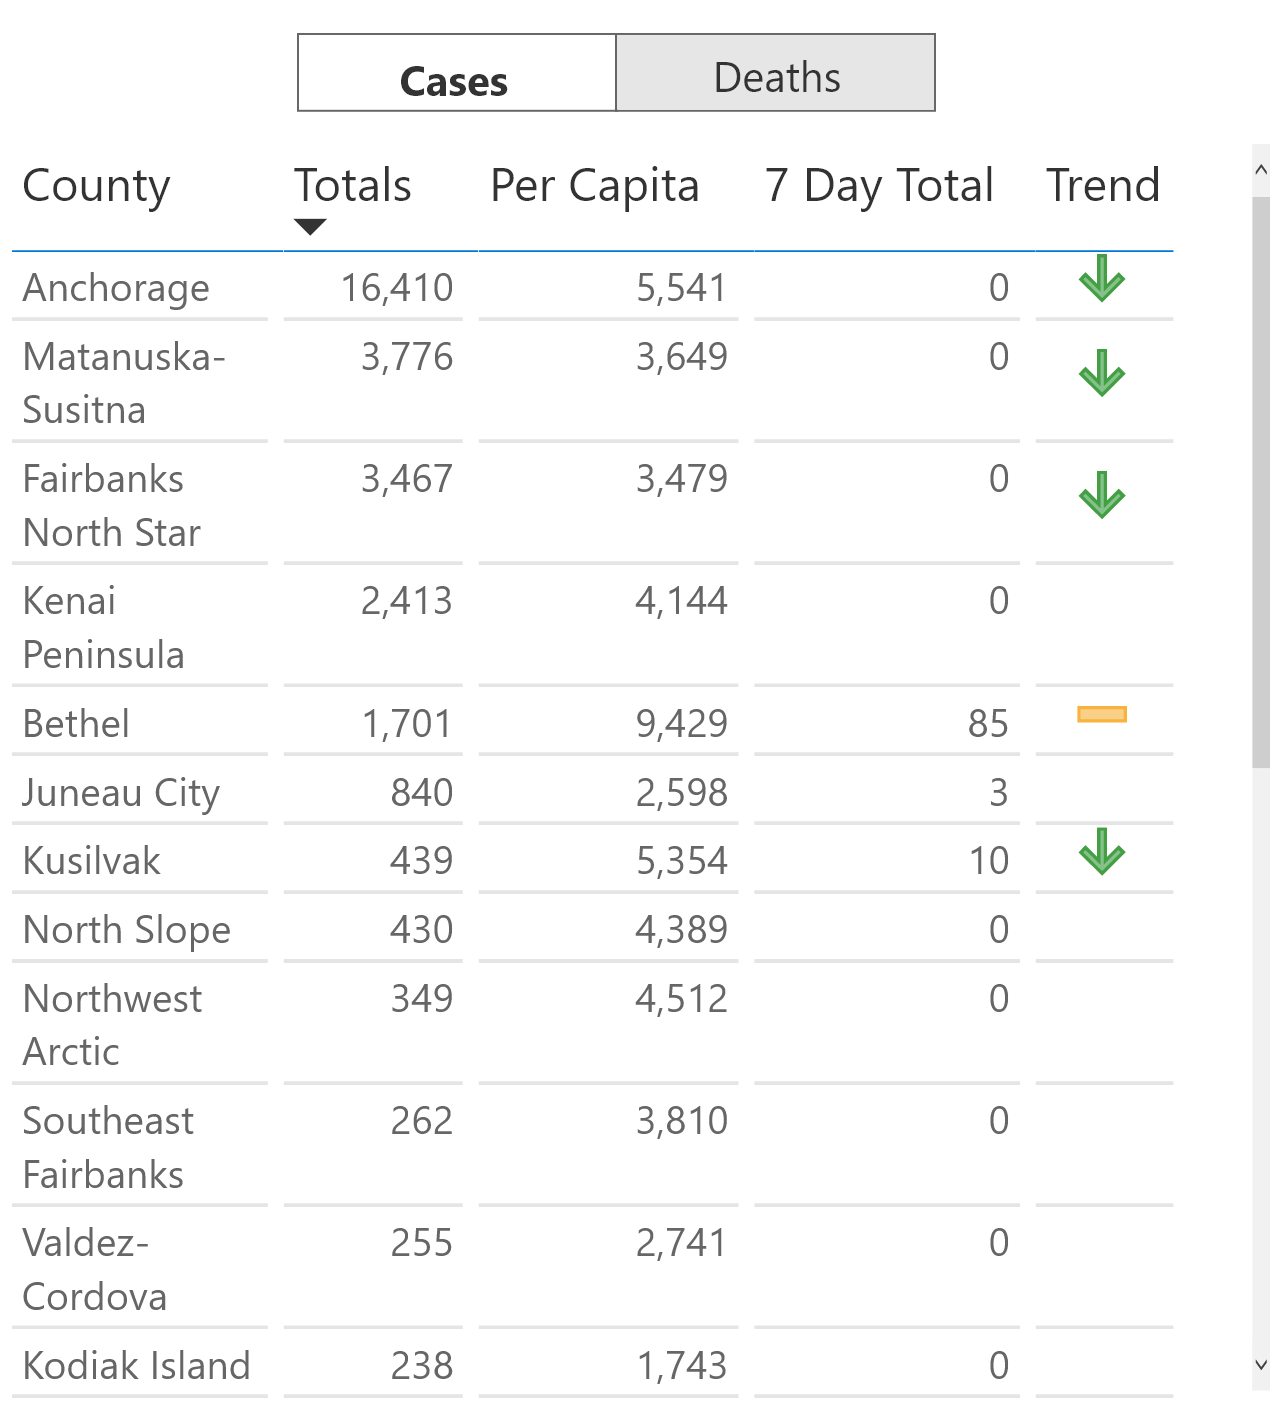 Cases Deaths
County Totals Per Capita 7 Day Total Trend
Anchorage 16,410 5,541 0
Matanuska- 3,776 3,649 0
Susitna
Fairbanks 3,467 3,479 0
North Star
Kenai 2,413 4,144 0
Peninsula
Bethel 1,701 9,429 85
Juneau City 840 2,598 3
Kusilvak 439 5,354 10
North Slope 430 4,389 0
Northwest 349 4,512 0
Arctic
Southeast 262 3,810 0
Fairbanks
Valdez- 255 2,741 0
Cordova
Kodiak Island 238 1,743 0